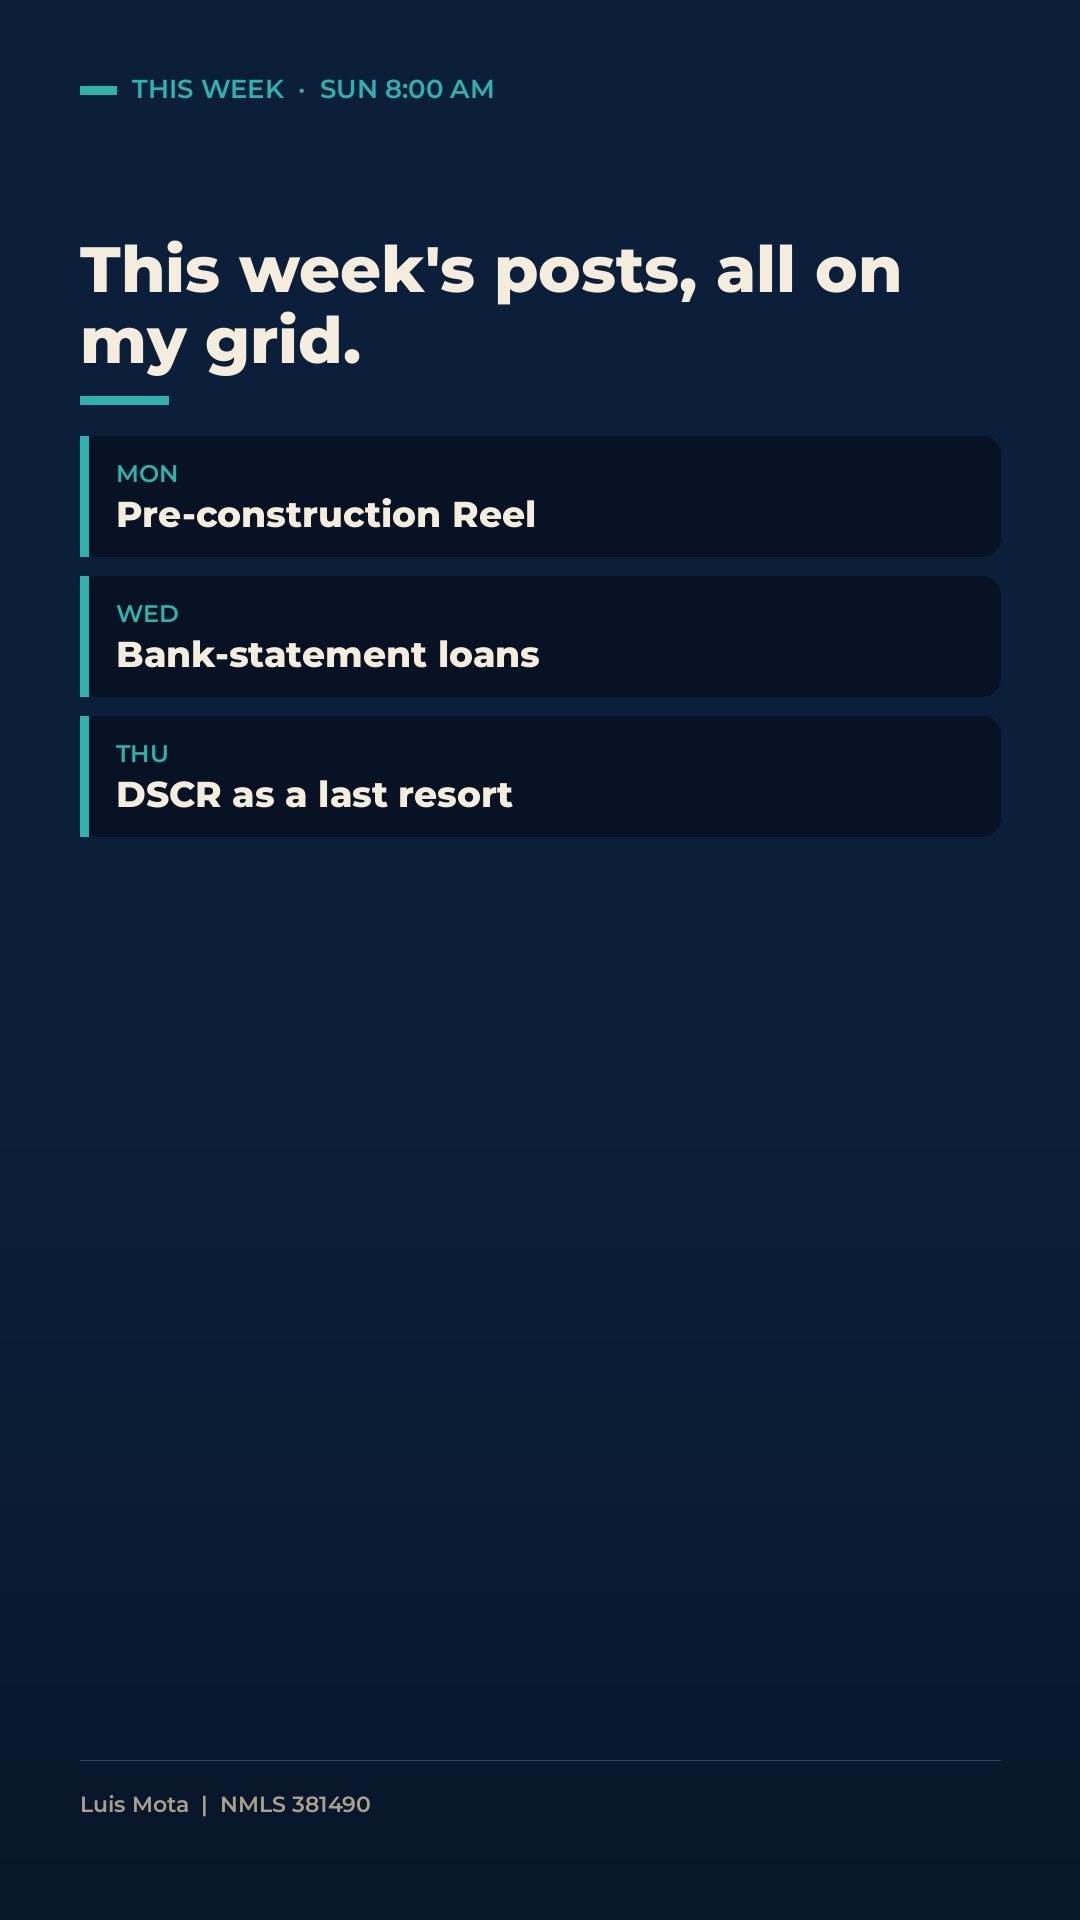 THIS WEEK · SUN 8:00 AM
This week's posts, all on
my grid.
MON
Pre-construction Reel
WED
Bank-statement loans
THU
DSCR as a last resort
Luis Mota | NMLS 381490